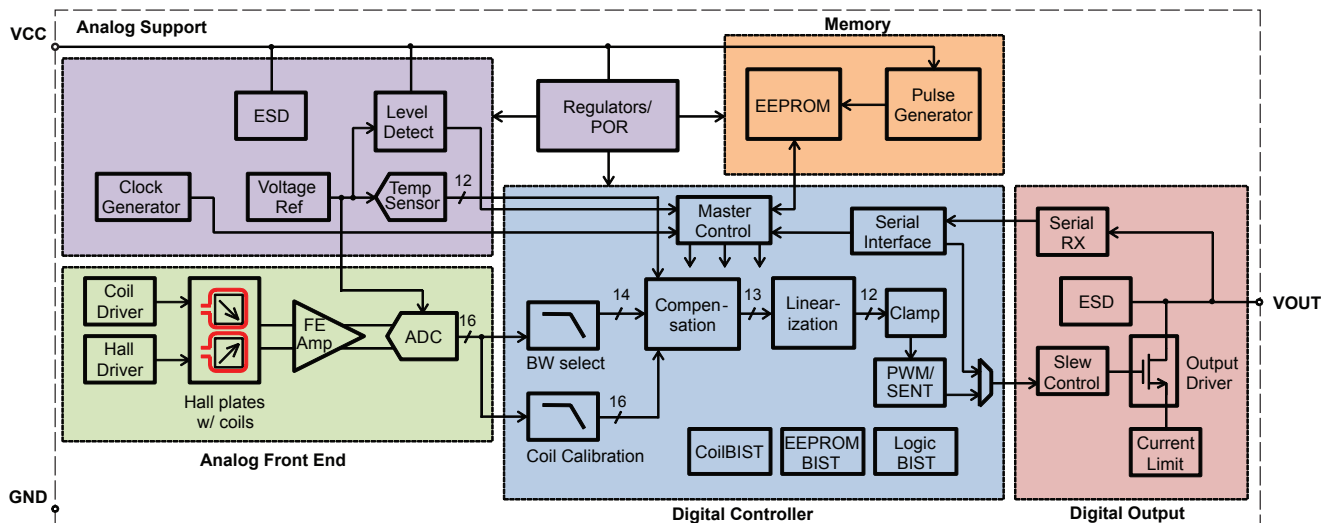 Analog Support
Memory
VCC
ESD
Level
Detect
Regulators/
POR
EEPROM
Pulse
Generator
Clock
Generator
Voltage
Ref
Temp
Sensor
12
Master
Control
Serial
Interface
Serial
RX
Coil
Driver
Hall
Driver
Hall plates
w/ coils
FE
Amp
ADC
16
BW select
14
Compen-
sation
13
Linear-
ization
12
Clamp
PWM/
SENT
ESD
VOUT
Slew
Control
Output
Driver
Current
Limit
16
Coil Calibration
CoilBIST
EEPROM
BIST
Logic
BIST
Analog Front End
GND
Digital Controller
Digital Output